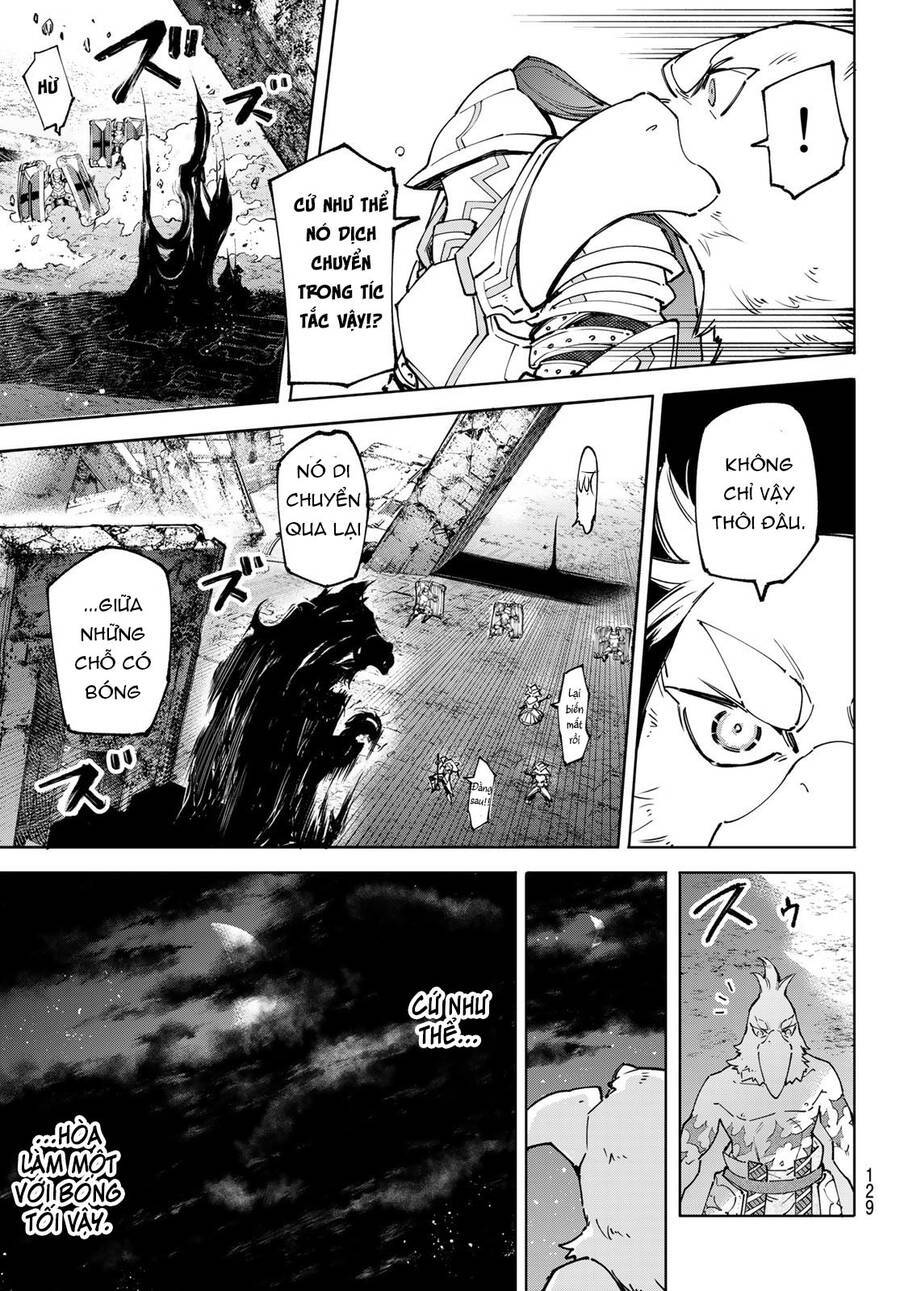 !
CỨ NHƯ THỂ
NÓ DỊCH
CHUYỂN
TRONG TÍC
TẮC VẬY!?
ズ
ズ
HỪ
KHÔNG
CHỈ VẬY
THÔI ĐÂU.
NÓ DI
CHUYỂN
QUA LẠI
Lại
biến
mất
rồi
Đằng
sau!!
ズ
ズ
...GIỮA
NHỮNG
CHỖ CÓ
BÓNG
スゥ
CỨ NHƯ
THỂ...
...HÒA
LÀM MỘT
VỚI BÓNG
TỐI VẬY.
129